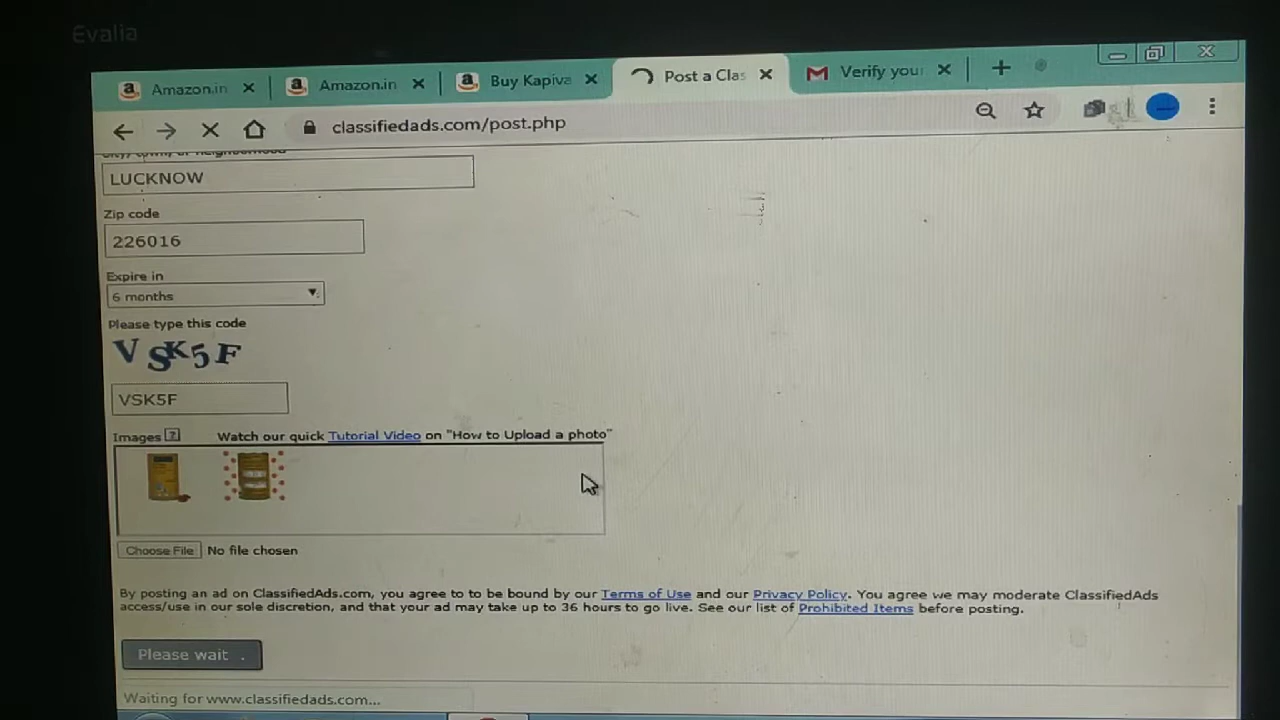 Evalia
Amazon.in
Amazon.in
Buy Kapiva
Post a Clas
Verify your
classifiedads.com/post.php
LUCKNOW
Zip code
226016
Expire in
6 months
Please type this code
VSK5F
VSK5F
Images ? Watch our quick Tutorial Video on "How to Upload a photo"
Choose File No file chosen
By posting an ad on ClassifiedAds.com, you agree to to be bound by our Terms of Use and our Privacy Policy. You agree we may moderate ClassifiedAds
access/use in our sole discretion, and that your ad may take up to 36 hours to go live. See our list of Prohibited Items before posting.
Please wait .
Waiting for www.classifiedads.com...